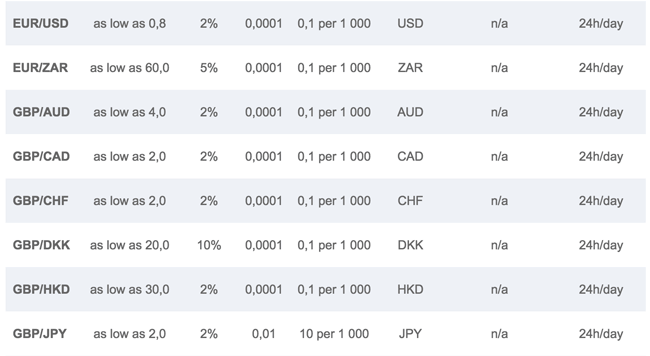 EUR/USD as low as 0,8 2% 0,0001 0,1 per 1 000 USD n/a 24h/day
EUR/ZAR as low as 60,0 5% 0,0001 0,1 per 1 000 ZAR n/a 24h/day
GBP/AUD as low as 4,0 2% 0,0001 0,1 per 1 000 AUD n/a 24h/day
GBP/CAD as low as 2,0 2% 0,0001 0,1 per 1 000 CAD n/a 24h/day
GBP/CHF as low as 2,0 2% 0,0001 0,1 per 1 000 CHF n/a 24h/day
GBP/DKK as low as 20,0 10% 0,0001 0,1 per 1 000 DKK n/a 24h/day
GBP/HKD as low as 30,0 2% 0,0001 0,1 per 1 000 HKD n/a 24h/day
GBP/JPY as low as 2,0 2% 0,01 10 per 1 000 JPY n/a 24h/day